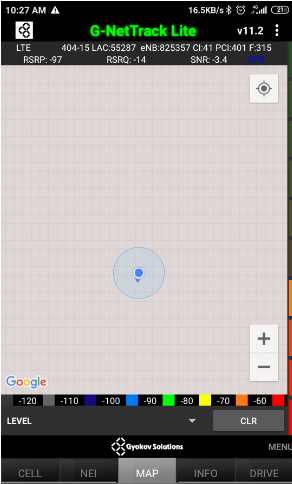 10:27 AM 16.5KB/s 4G 21
G-NetTrack Lite v11.2
LTE 404-15 LAC:55287 eNB:825357 CI:41 PCI:401 F:315
RSRP: -97 RSRQ: -14 SNR: -3.4 GPS
+
−
Google
-120 -110 -100 -90 -80 -70 -60
LEVEL CLR
Gyokov Solutions MENU
CELL NEI MAP INFO DRIVE